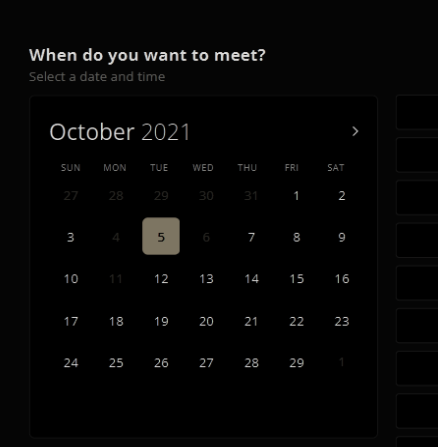 When do you want to meet?
Select a date and time
October 2021 >
SUN MON TUE WED THU FRI SAT
27 28 29 30 31 1 2
3 4 5 6 7 8 9
10 11 12 13 14 15 16
17 18 19 20 21 22 23
24 25 26 27 28 29 1